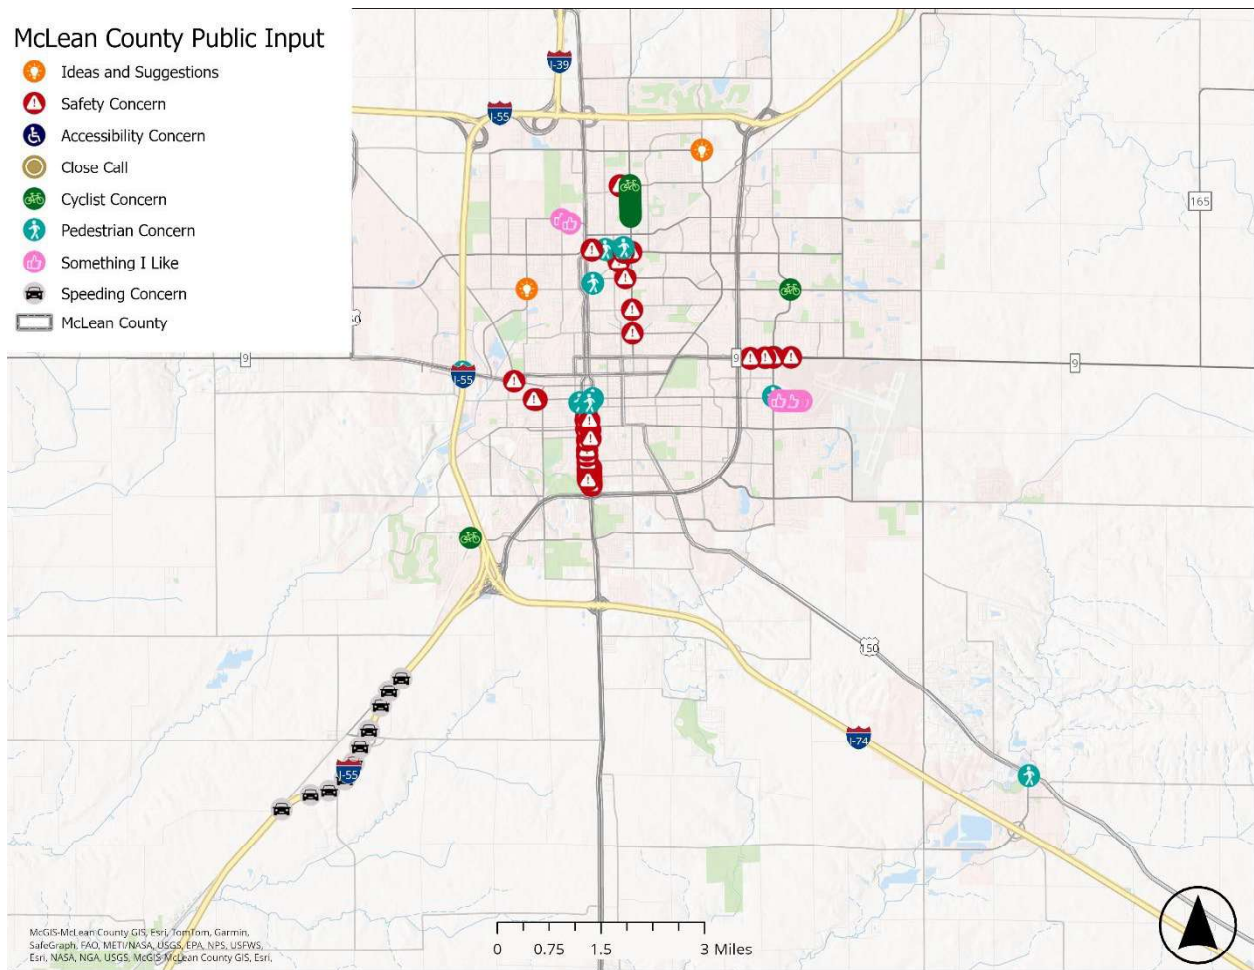 McLean County Public Input
Ideas and Suggestions
Safety Concern
Accessibility Concern
Close Call
Cyclist Concern
Pedestrian Concern
Something I Like
Speeding Concern
McLean County
I-39
I-55
165
9
9
9
I-55
150
I-74
I-55
McGIS-McLean County GIS, Esri, TomTom, Garmin,
SafeGraph, FAO, METI/NASA, USGS, EPA, NPS, USFWS,
Esri, NASA, NGA, USGS, McGIS-McLean County GIS, Esri,
0 0.75 1.5 3 Miles